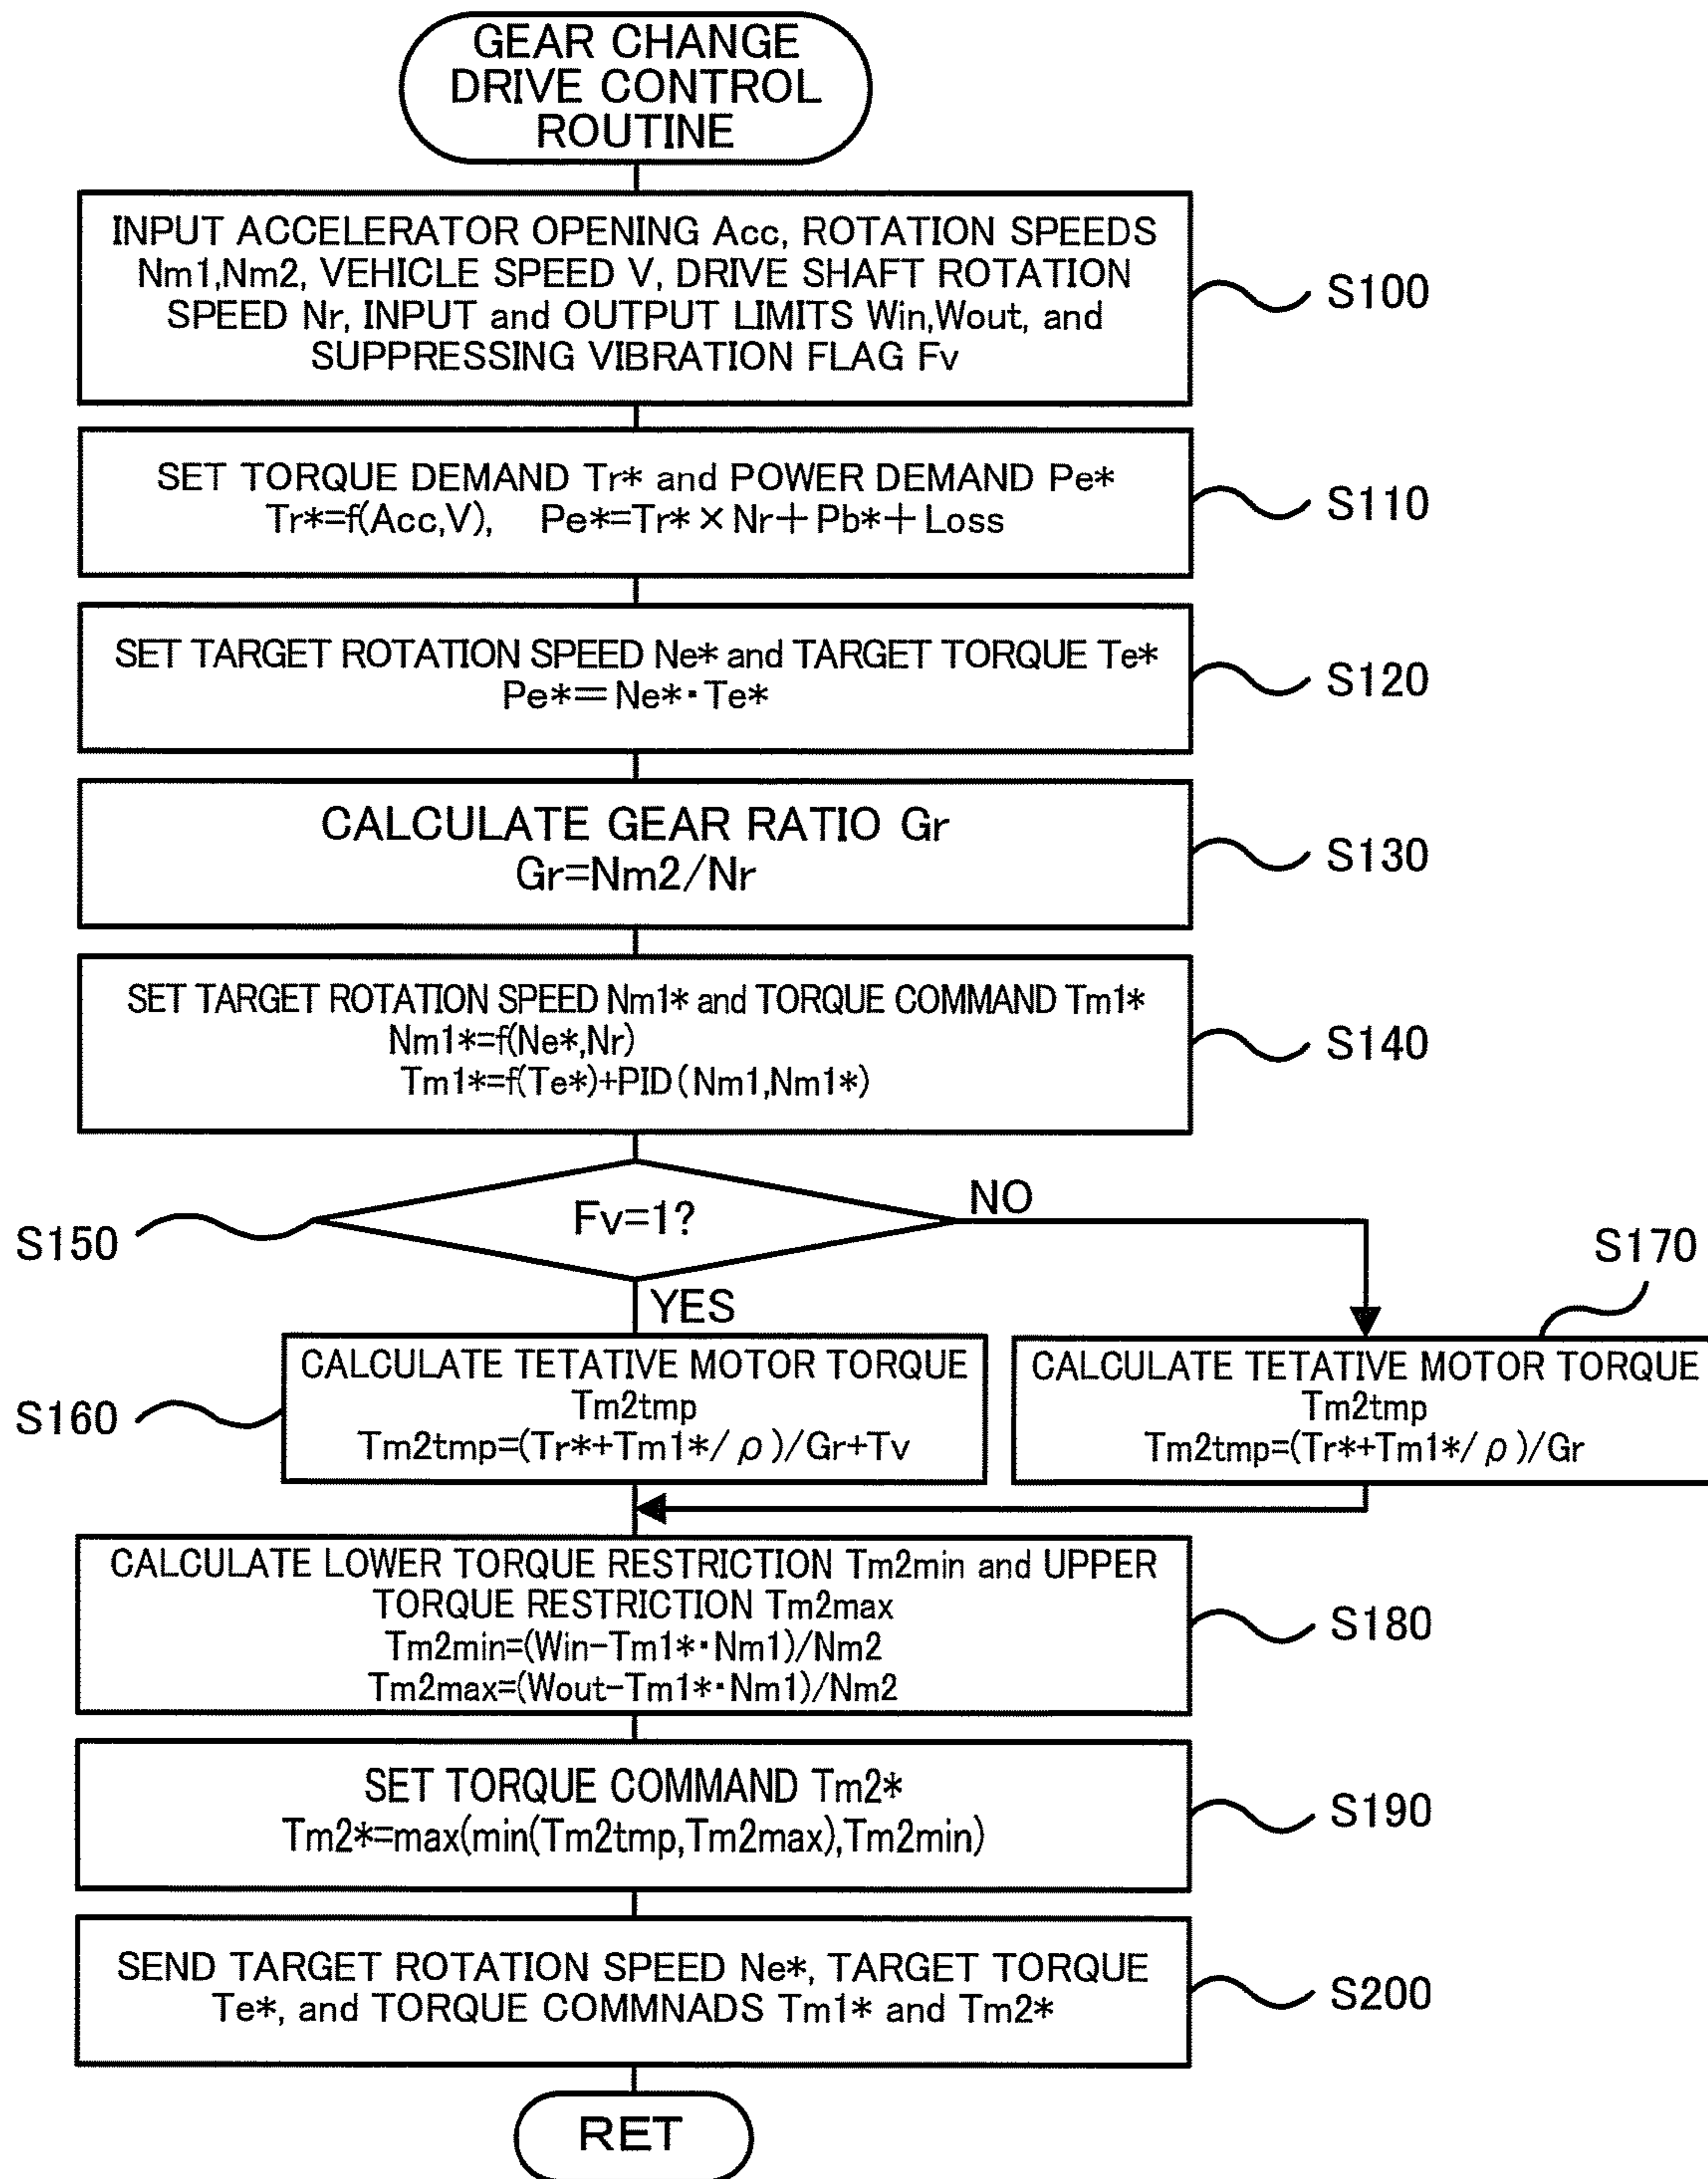 GEAR CHANGE
DRIVE CONTROL
ROUTINE
INPUT ACCELERATOR OPENING Acc, ROTATION SPEEDS
Nm1,Nm2, VEHICLE SPEED V, DRIVE SHAFT ROTATION
SPEED Nr, INPUT and OUTPUT LIMITS Win,Wout, and
SUPPRESSING VIBRATION FLAG Fv
S100
SET TORQUE DEMAND Tr* and POWER DEMAND Pe*
Tr*=f(Acc,V), Pe*=Tr*×Nr+Pb*+Loss
S110
SET TARGET ROTATION SPEED Ne* and TARGET TORQUE Te*
Pe*=Ne*・Te*
S120
CALCULATE GEAR RATIO Gr
Gr=Nm2/Nr
S130
SET TARGET ROTATION SPEED Nm1* and TORQUE COMMAND Tm1*
Nm1*=f(Ne*,Nr)
Tm1*=f(Te*)+PID(Nm1,Nm1*)
S140
Fv=1?
NO
S150
S170
YES
CALCULATE TETATIVE MOTOR TORQUE
Tm2tmp
Tm2tmp=(Tr*+Tm1*/ρ)/Gr+Tv
S160
CALCULATE TETATIVE MOTOR TORQUE
Tm2tmp
Tm2tmp=(Tr*+Tm1*/ρ)/Gr
CALCULATE LOWER TORQUE RESTRICTION Tm2min and UPPER
TORQUE RESTRICTION Tm2max
Tm2min=(Win-Tm1*・Nm1)/Nm2
Tm2max=(Wout-Tm1*・Nm1)/Nm2
S180
SET TORQUE COMMAND Tm2*
Tm2*=max(min(Tm2tmp,Tm2max),Tm2min)
S190
SEND TARGET ROTATION SPEED Ne*, TARGET TORQUE
Te*, and TORQUE COMMNADS Tm1* and Tm2*
S200
RET